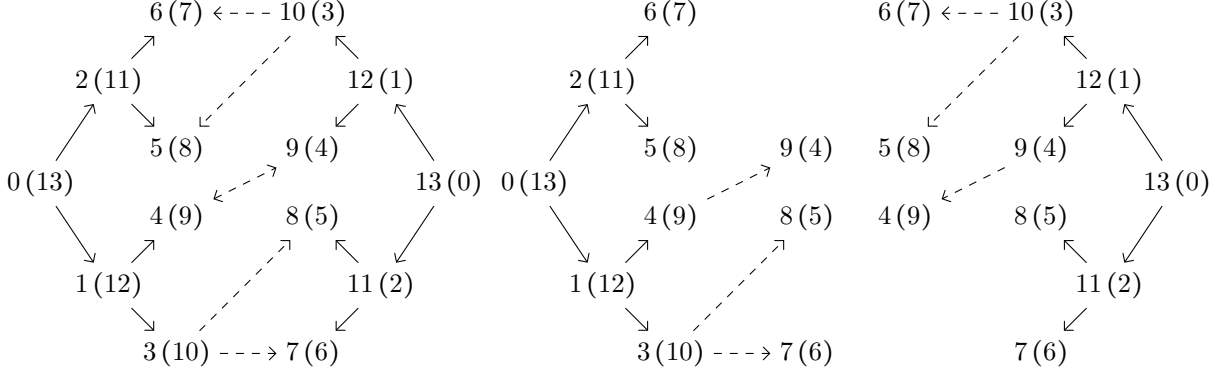 6 (7) 10 (3) 6 (7) 6 (7) 10 (3)
2 (11) 12 (1) 2 (11) 12 (1)
5 (8) 9 (4) 5 (8) 9 (4) 5 (8) 9 (4)
0 (13) 13 (0) 0 (13) 13 (0)
4 (9) 8 (5) 4 (9) 8 (5) 4 (9) 8 (5)
1 (12) 11 (2) 1 (12) 11 (2)
3 (10) 7 (6) 3 (10) 7 (6) 7 (6)